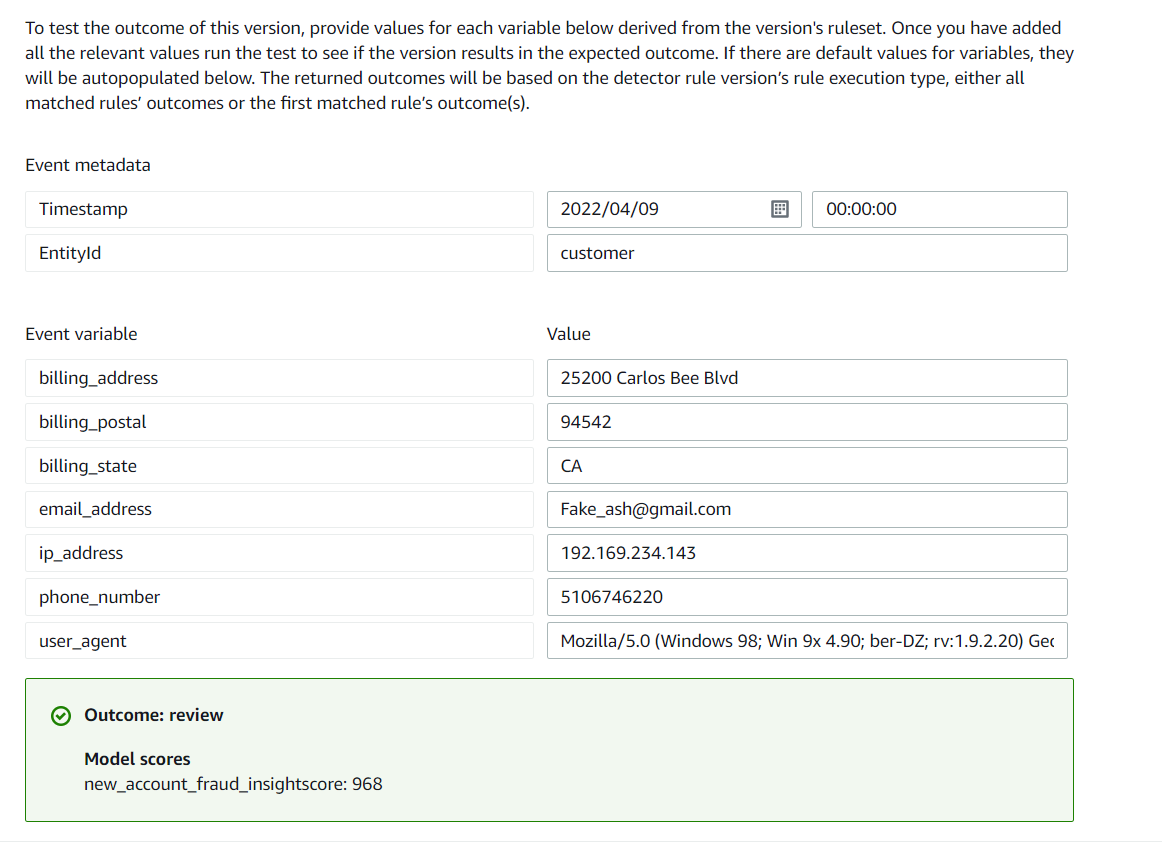 To test the outcome of this version, provide values for each variable below derived from the version's ruleset. Once you have added
all the relevant values run the test to see if the version results in the expected outcome. If there are default values for variables, they
will be autopopulated below. The returned outcomes will be based on the detector rule version’s rule execution type, either all
matched rules’ outcomes or the first matched rule’s outcome(s).
Event metadata
Timestamp 2022/04/09 00:00:00
EntityId customer
Event variable Value
billing_address 25200 Carlos Bee Blvd
billing_postal 94542
billing_state CA
email_address Fake_ash@gmail.com
ip_address 192.169.234.143
phone_number 5106746220
user_agent Mozilla/5.0 (Windows 98; Win 9x 4.90; ber-DZ; rv:1.9.2.20) Gec
Outcome: review
Model scores
new_account_fraud_insightscore: 968